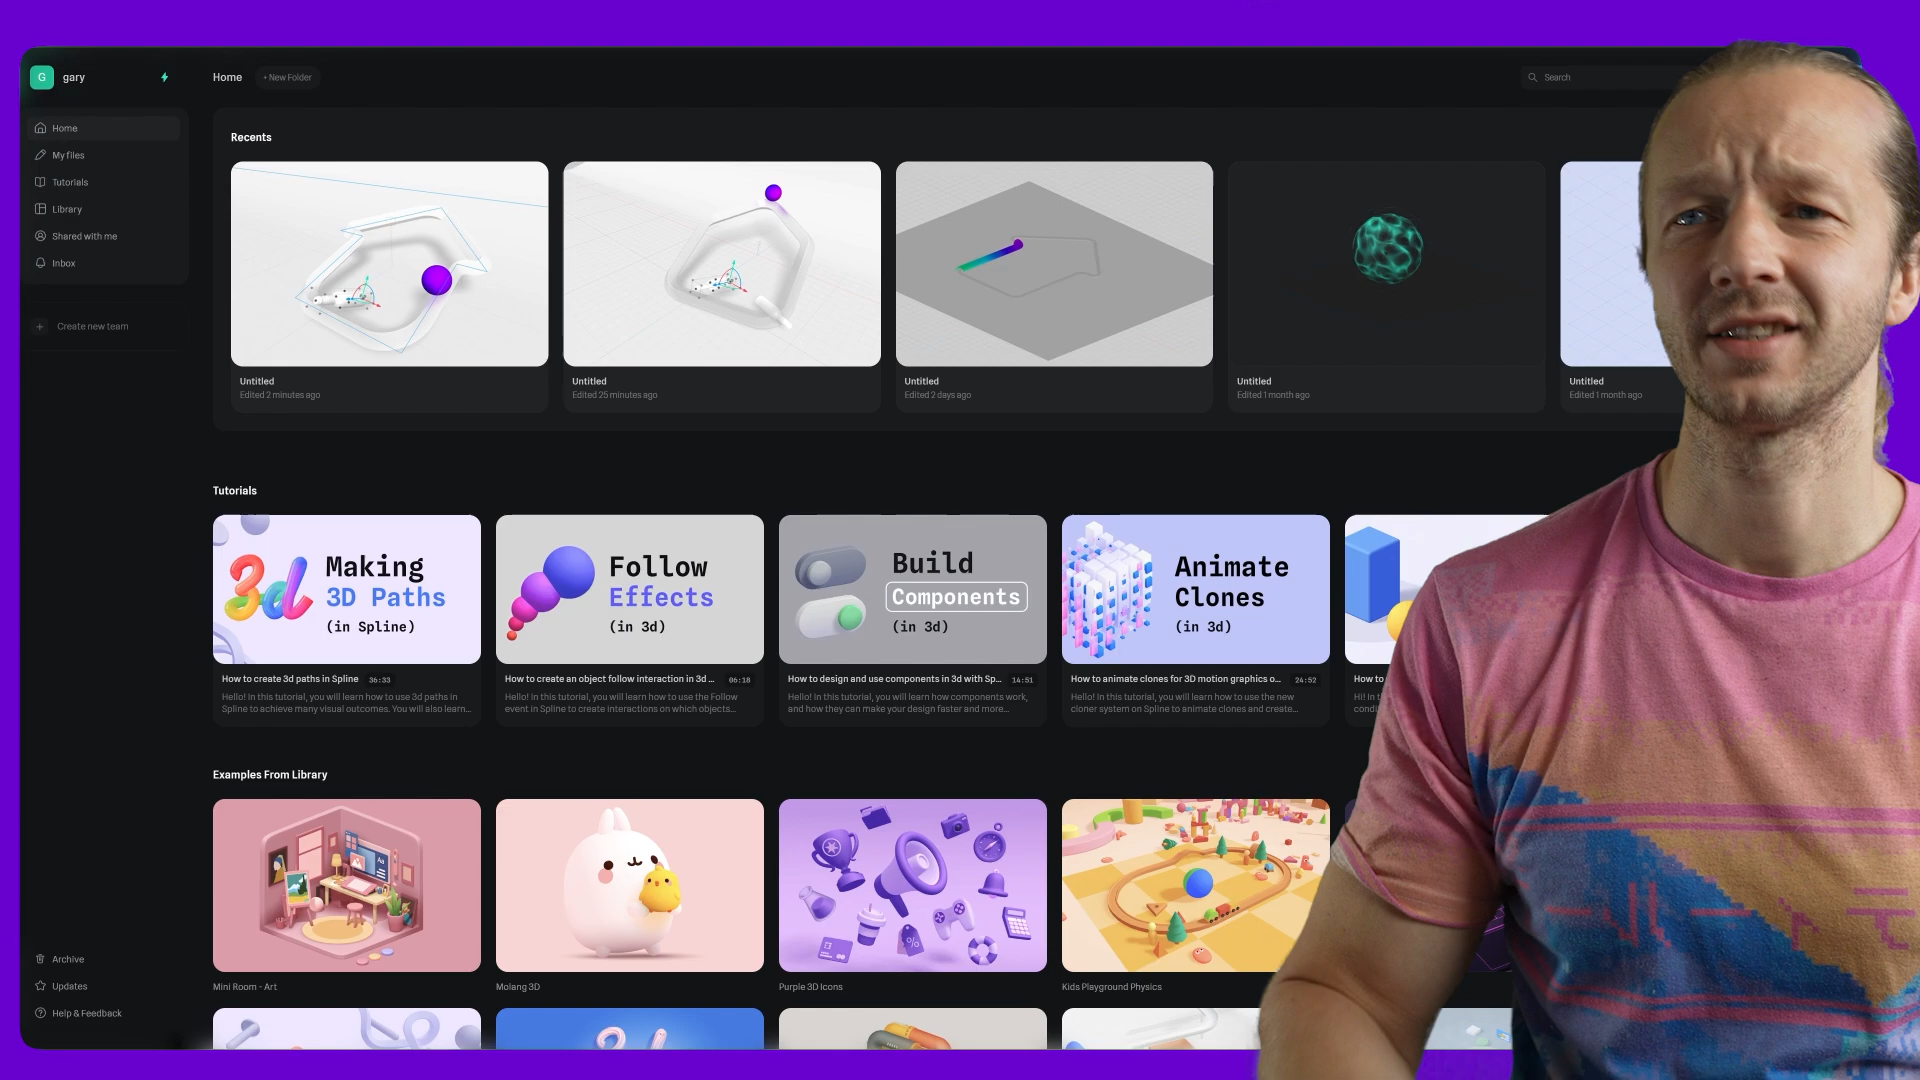 G gary
Home
+ New Folder
Search
Home
My files
Tutorials
Library
Shared with me
Inbox
+ Create new team
Recents
Untitled
Edited 2 minutes ago
Untitled
Edited 25 minutes ago
Untitled
Edited 2 days ago
Untitled
Edited 1 month ago
Untitled
Edited 1 month ago
Tutorials
Making
3D Paths
(in Spline)
How to create 3d paths in Spline 36:33
Hello! In this tutorial, you will learn how to use 3d paths in
Spline to achieve many visual outcomes. You will also learn...
Follow
Effects
(in 3d)
How to create an object follow interaction in 3d ... 06:18
Hello! In this tutorial, you will learn how to use the Follow
event in Spline to create interactions on which objects...
Build
Components
(in 3d)
How to design and use components in 3d with Sp... 14:51
Hello! In this tutorial, you will learn how components work,
and how they can make your design faster and more...
Animate
Clones
(in 3d)
How to animate clones for 3D motion graphics o... 24:52
Hello! In this tutorial, you will learn how to use the new
cloner system on Spline to animate clones and create...
How to
Hi! In t
condi
Examples From Library
Mini Room - Art
Molang 3D
Purple 3D Icons
Kids Playground Physics
Archive
Updates
Help & Feedback